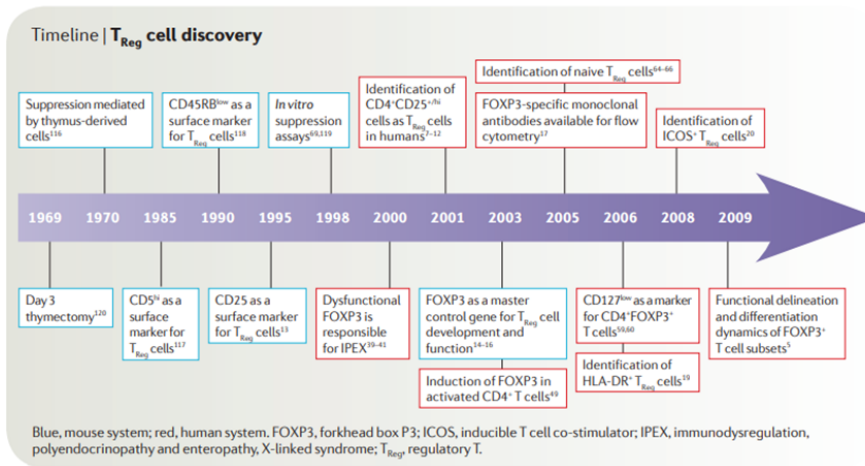 Timeline | TReg cell discovery
Identification of naive TReg cells64–66
Suppression mediated
by thymus-derived
cells116
CD45RBlow as a
surface marker
for TReg cells118
In vitro
suppression
assays69,119
Identification of
CD4+CD25+/hi
cells as TReg cells
in humans7–12
FOXP3-specific monoclonal
antibodies available for flow
cytometry17
Identification of
ICOS+ TReg cells20
1969 1970 1985 1990 1995 1998 2000 2001 2003 2005 2006 2008 2009
Day 3
thymectomy120
CD5hi as a
surface
marker for
TReg cells117
CD25 as a
surface marker
for TReg cells13
Dysfunctional
FOXP3 is
responsible
for IPEX39–41
FOXP3 as a master
control gene for TReg cell
development and
function14–16
Induction of FOXP3 in
activated CD4+ T cells49
CD127low as a marker
for CD4+FOXP3+
T cells59,60
Identification of
HLA-DR+ TReg cells19
Functional delineation
and differentiation
dynamics of FOXP3+
T cell subsets5
Blue, mouse system; red, human system. FOXP3, forkhead box P3; ICOS, inducible T cell co-stimulator; IPEX, immunodysregulation,
polyendocrinopathy and enteropathy, X-linked syndrome; TReg, regulatory T.